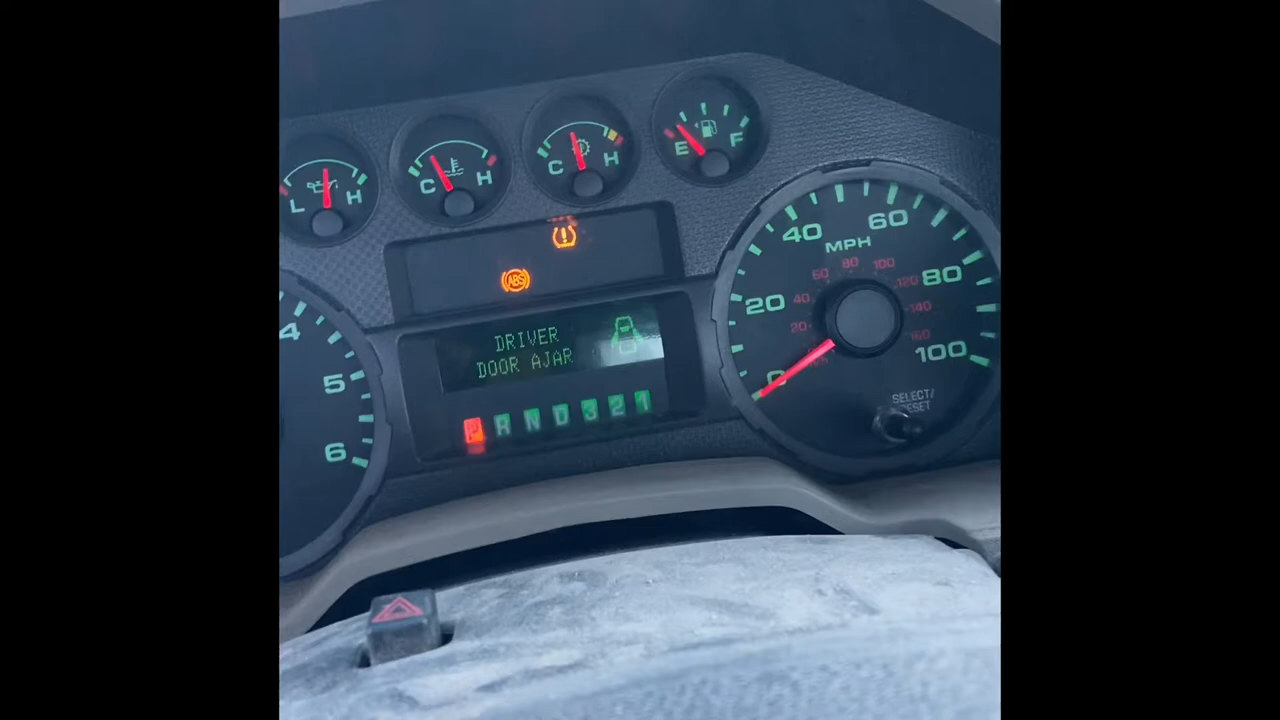 L H
C H
C H
E F
ABS
4
5
6
DRIVER
DOOR AJAR
P R N D 3 2 1
0 20 40 60 80 100
MPH
20 40 60 80 100 120 140 160
SELECT/
RESET